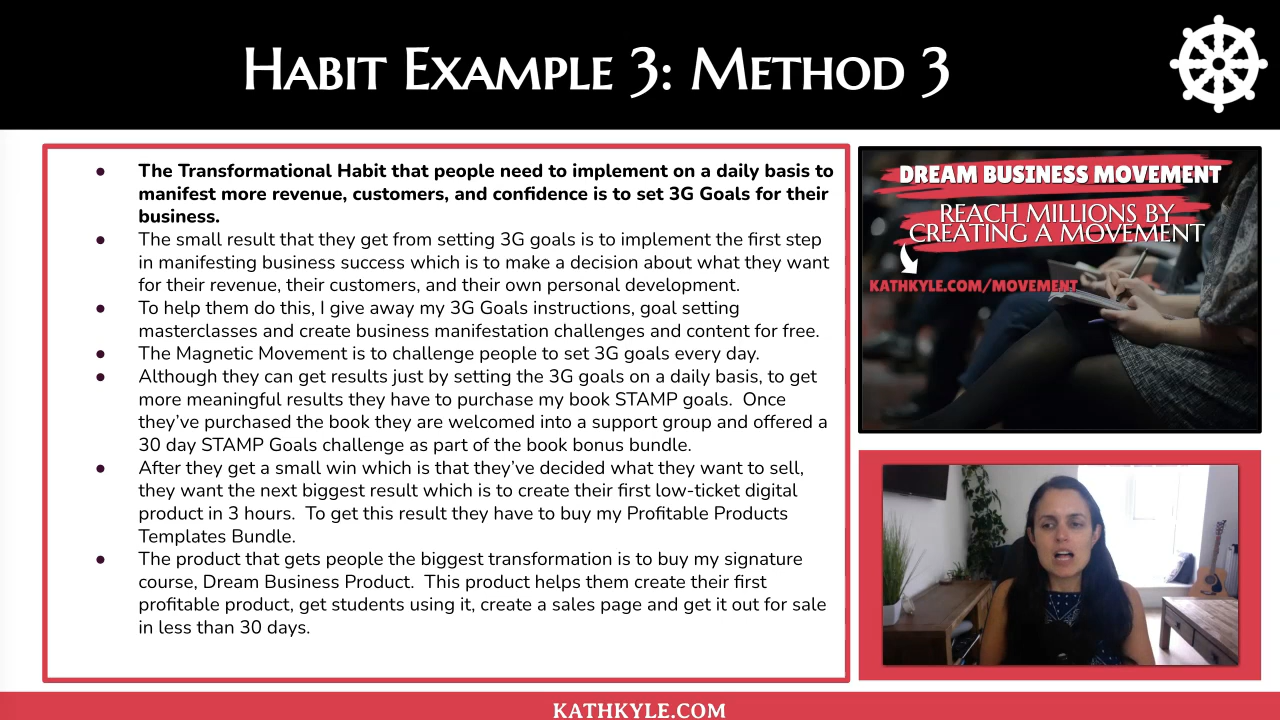 Habit Example 3: Method 3
● The Transformational Habit that people need to implement on a daily basis to
manifest more revenue, customers, and confidence is to set 3G Goals for their
business.
● The small result that they get from setting 3G goals is to implement the first step
in manifesting business success which is to make a decision about what they want
for their revenue, their customers, and their own personal development.
● To help them do this, I give away my 3G Goals instructions, goal setting
masterclasses and create business manifestation challenges and content for free.
● The Magnetic Movement is to challenge people to set 3G goals every day.
● Although they can get results just by setting the 3G goals on a daily basis, to get
more meaningful results they have to purchase my book STAMP goals.  Once
they’ve purchased the book they are welcomed into a support group and offered a
30 day STAMP Goals challenge as part of the book bonus bundle.
● After they get a small win which is that they’ve decided what they want to sell,
they want the next biggest result which is to create their first low-ticket digital
product in 3 hours.  To get this result they have to buy my Profitable Products
Templates Bundle.
● The product that gets people the biggest transformation is to buy my signature
course, Dream Business Product.  This product helps them create their first
profitable product, get students using it, create a sales page and get it out for sale
in less than 30 days.
DREAM BUSINESS MOVEMENT
REACH MILLIONS BY
CREATING A MOVEMENT
KATHKYLE.COM/MOVEMENT
KATHKYLE.COM